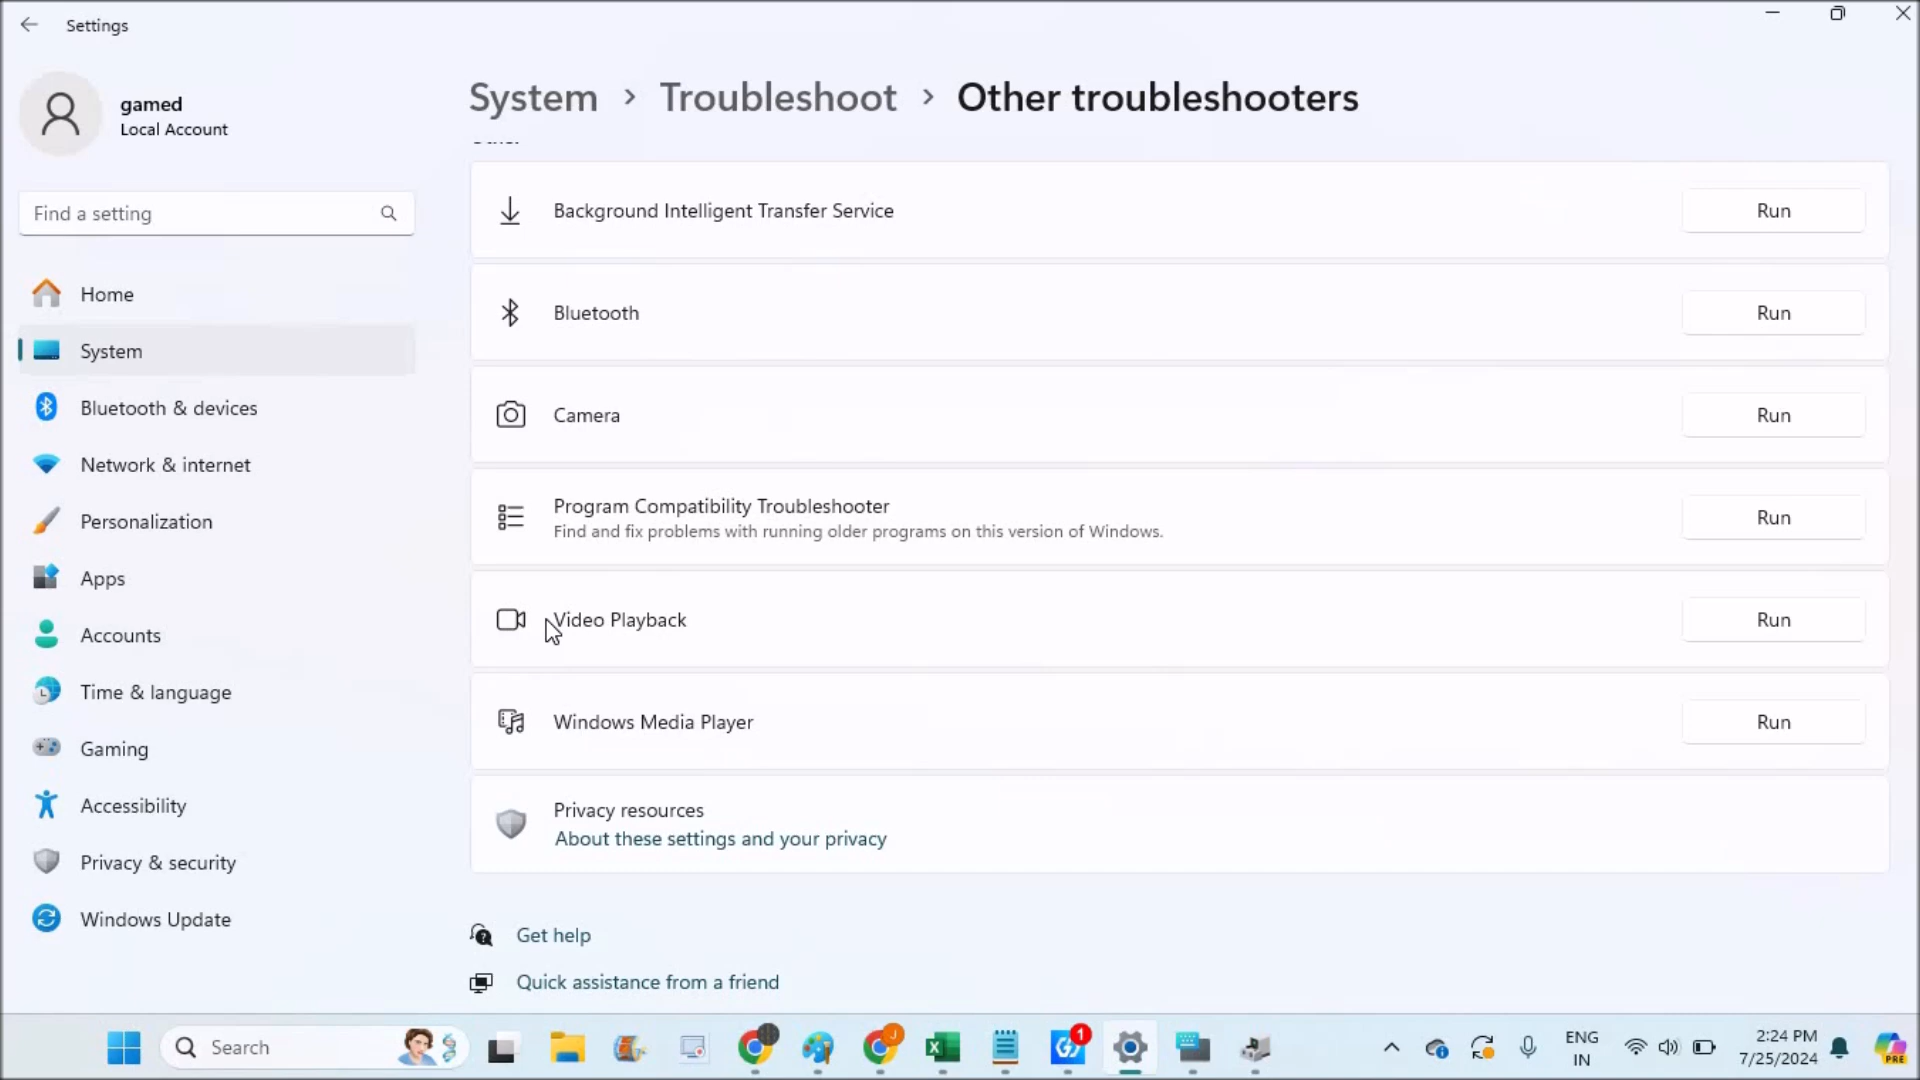 Settings
gamed
Local Account
Find a setting
Home
System
Bluetooth & devices
Network & internet
Personalization
Apps
Accounts
Time & language
Gaming
Accessibility
Privacy & security
Windows Update
System > Troubleshoot > Other troubleshooters
Background Intelligent Transfer Service
Run
Bluetooth
Run
Camera
Run
Program Compatibility Troubleshooter
Find and fix problems with running older programs on this version of Windows.
Run
Video Playback
Run
Windows Media Player
Run
Privacy resources
About these settings and your privacy
Get help
Quick assistance from a friend
Search
J
1
ENG
IN
2:24 PM
7/25/2024
PRE